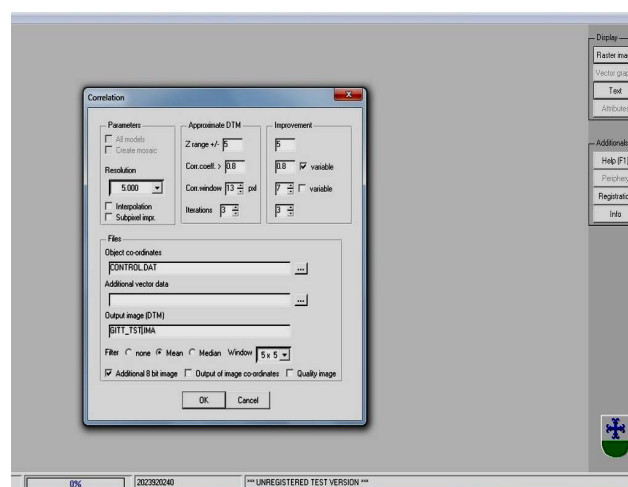 Display
Raster ima
Vector grap
Text
Attributes
Additionals
Help (F1)
Periphery
Registratio
Info
Correlation
Parameters
All models
Create mosaic
Resolution
5.000
Interpolation
Subpixel impr.
Approximate DTM
Z range +/- 5
Corr.coeff. > 0.8
Corr.window 13 pxl
Iterations 3
Improvement
5
0.8 variable
7 variable
3
Files
Object co-ordinates
CONTROL.DAT
...
Additional vector data
...
Output image (DTM)
GITT_TST.IMA
Filter none Mean Median Window 5 x 5
Additional 8 bit image Output of image co-ordinates Quality image
OK Cancel
0% 2023920240 *** UNREGISTERED TEST VERSION ***